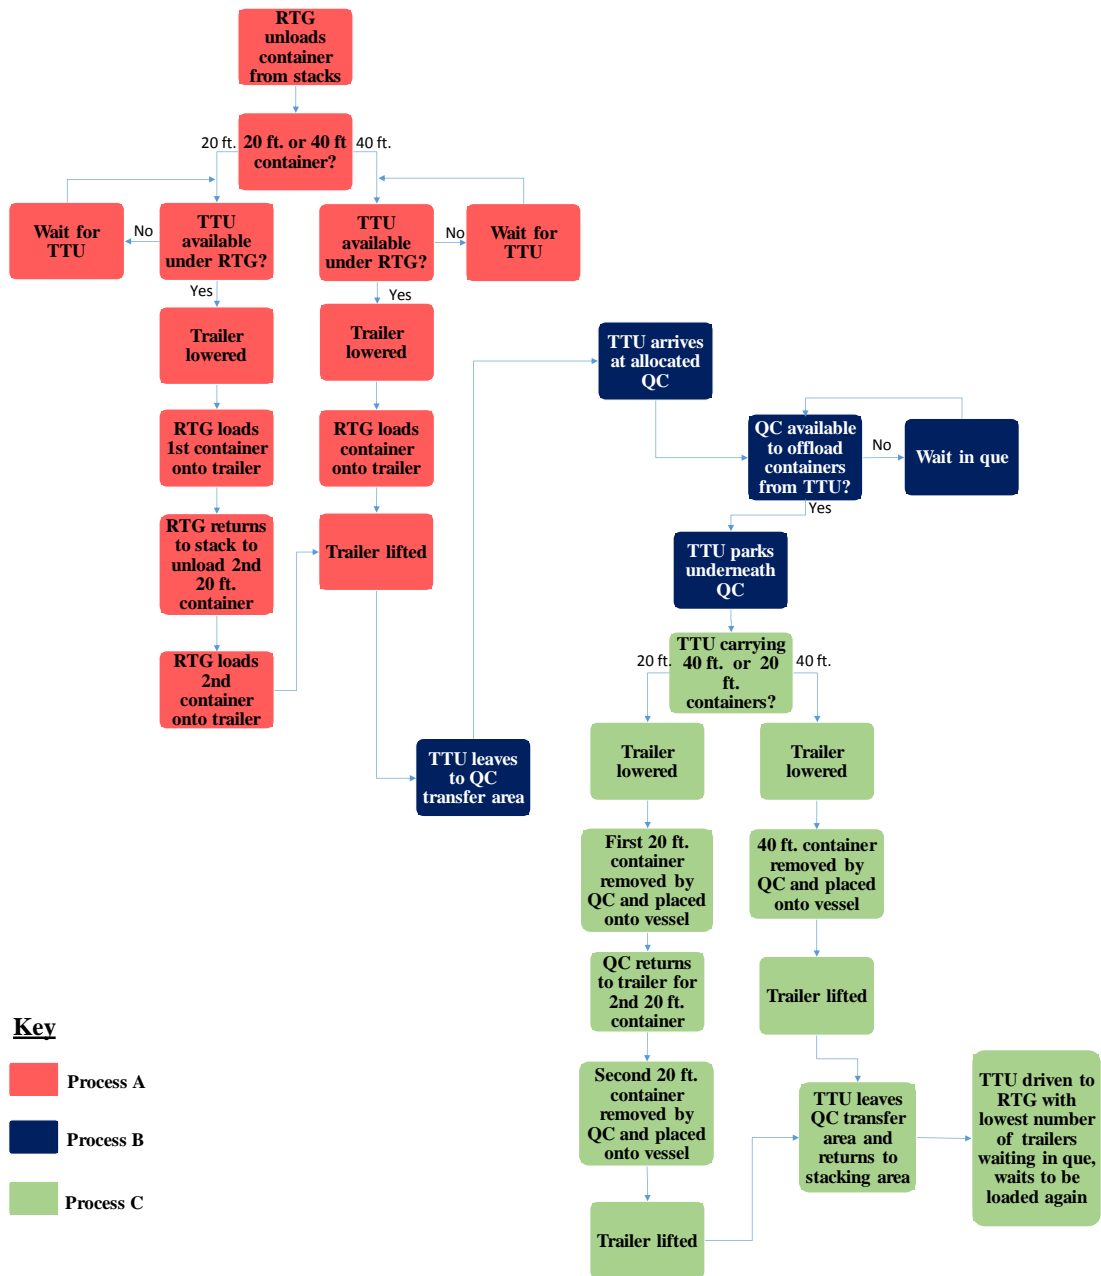 RTG
unloads
container
from stacks
20 ft. or 40 ft
container?
20 ft.
40 ft.
Wait for
TTU
No
TTU
available
under RTG?
TTU
available
under RTG?
No
Wait for
TTU
Yes
Yes
Trailer
lowered
Trailer
lowered
RTG loads
1st container
onto trailer
RTG loads
container
onto trailer
RTG returns
to stack to
unload 2nd
20 ft.
container
Trailer lifted
RTG loads
2nd
container
onto trailer
TTU leaves
to QC
transfer area
TTU arrives
at allocated
QC
QC available
to offload
containers
from TTU?
No
Wait in que
Yes
TTU parks
underneath
QC
TTU carrying
40 ft. or 20
ft.
containers?
20 ft.
40 ft.
Trailer
lowered
Trailer
lowered
First 20 ft.
container
removed by
QC and placed
onto vessel
40 ft. container
removed by
QC and placed
onto vessel
QC returns
to trailer for
2nd 20 ft.
container
Trailer lifted
Second 20 ft.
container
removed by
QC and placed
onto vessel
Trailer lifted
TTU leaves
QC transfer
area and
returns to
stacking area
TTU driven to
RTG with
lowest number
of trailers
waiting in que,
waits to be
loaded again
Key
Process A
Process B
Process C